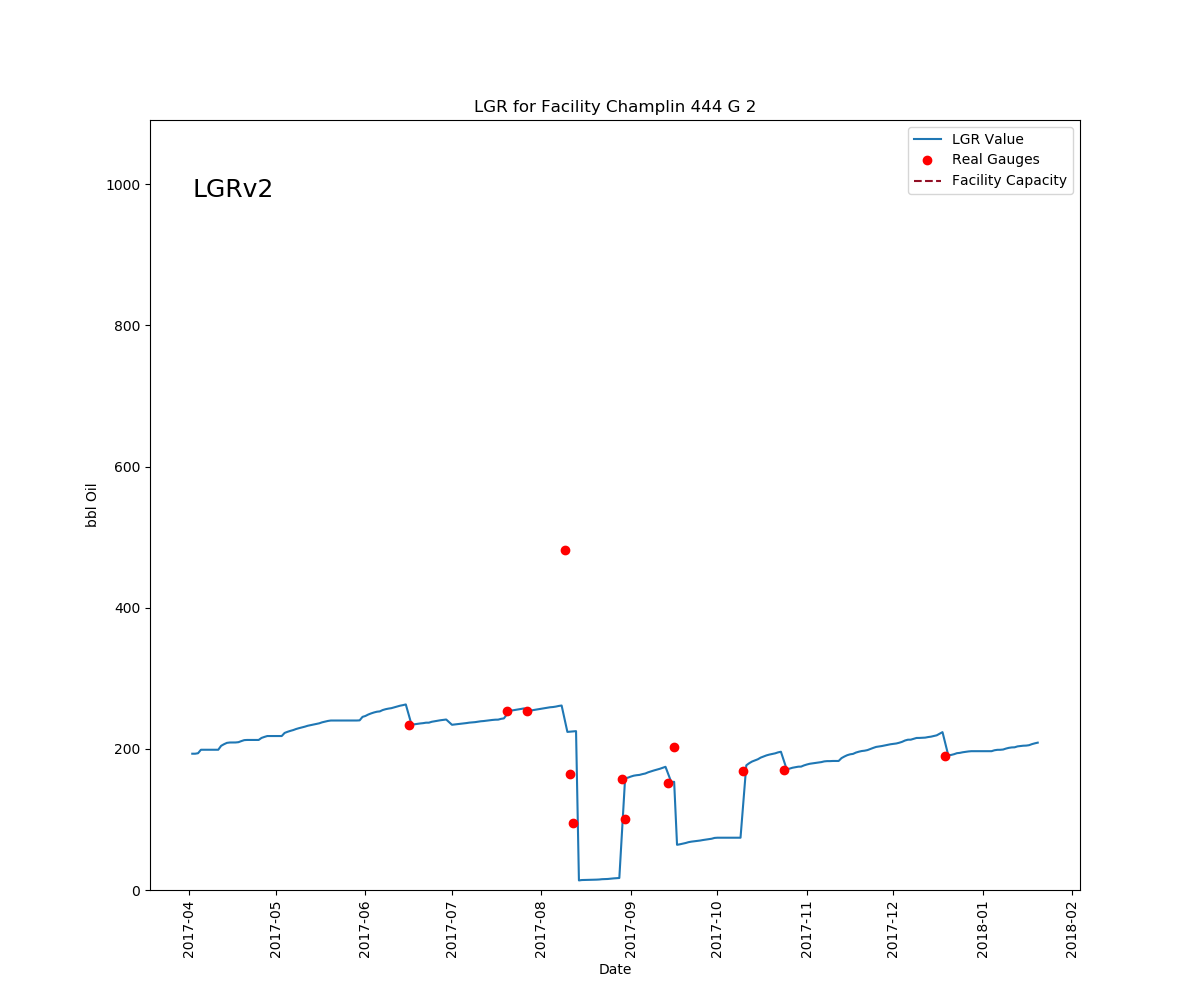 LGR for Facility Champlin 444 G 2
LGRv2
LGR Value
Real Gauges
Facility Capacity
bbl Oil
1000
800
600
400
200
0
2017-04
2017-05
2017-06
2017-07
2017-08
2017-09
2017-10
2017-11
2017-12
2018-01
2018-02
Date